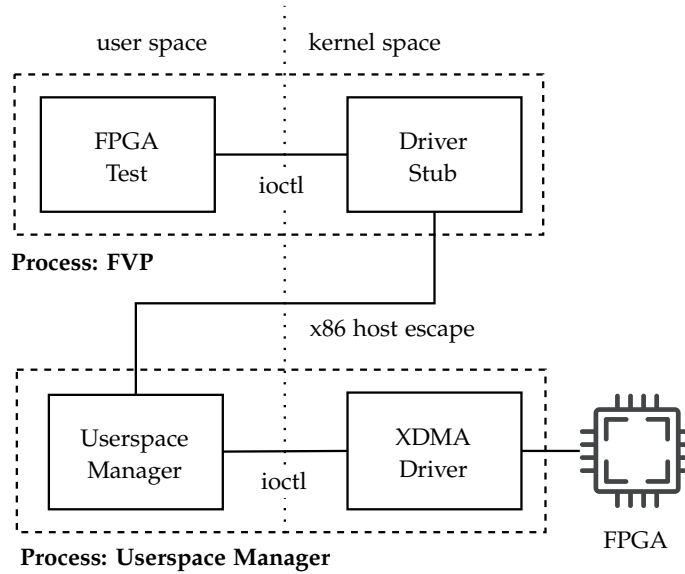 user space
kernel space
FPGA
Test
Driver
Stub
ioctl
Process: FVP
x86 host escape
Userspace
Manager
XDMA
Driver
ioctl
FPGA
Process: Userspace Manager